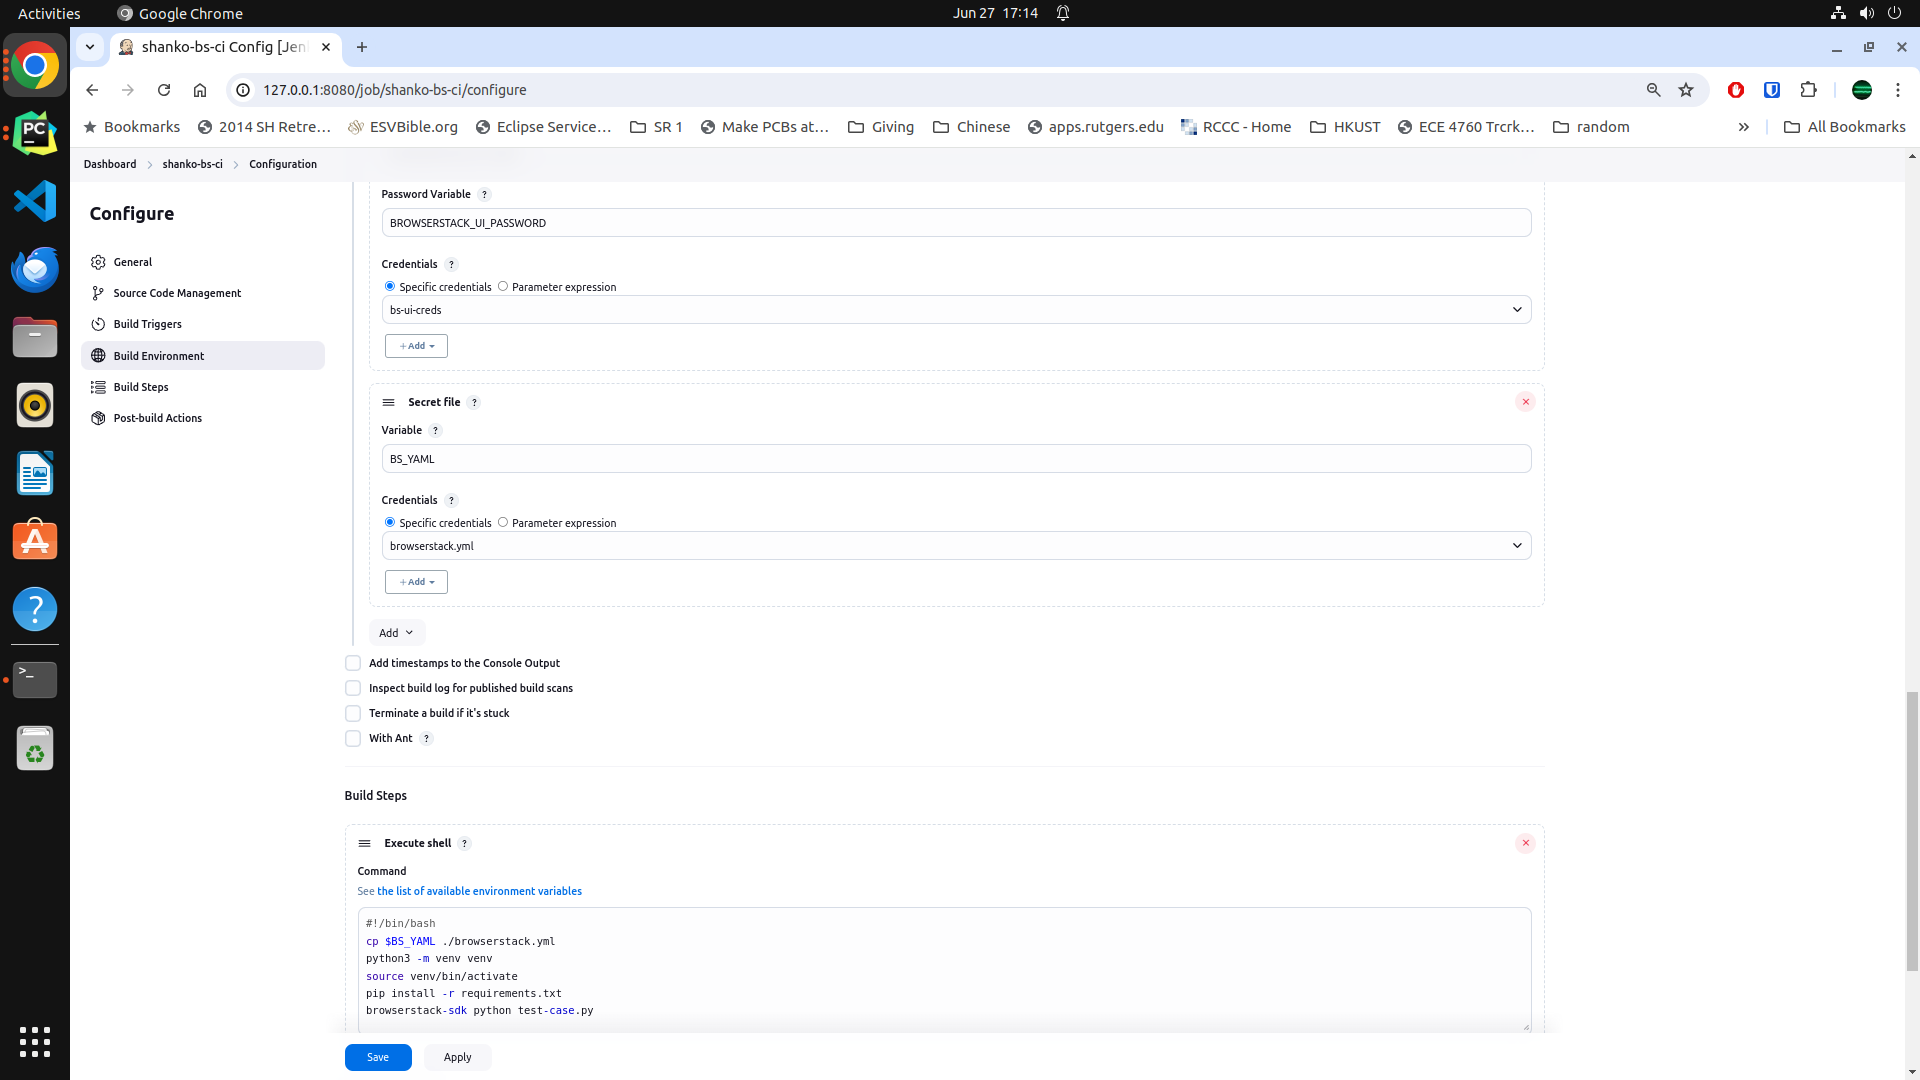 Activities
Google Chrome
Jun 27 17:14
shanko-bs-ci Config [Jen
127.0.0.1:8080/job/shanko-bs-ci/configure
Bookmarks
2014 SH Retre...
ESVBible.org
Eclipse Service...
SR 1
Make PCBs at...
Giving
Chinese
apps.rutgers.edu
RCCC - Home
HKUST
ECE 4760 Trcrk...
random
»
All Bookmarks
Dashboard
shanko-bs-ci
Configuration
Configure
General
Source Code Management
Build Triggers
Build Environment
Build Steps
Post-build Actions
Password Variable ?
BROWSERSTACK_UI_PASSWORD
Credentials ?
Specific credentials Parameter expression
bs-ui-creds
+ Add
Secret file ?
Variable ?
BS_YAML
Credentials ?
Specific credentials Parameter expression
browserstack.yml
+ Add
Add
Add timestamps to the Console Output
Inspect build log for published build scans
Terminate a build if it's stuck
With Ant ?
Build Steps
Execute shell ?
Command
See the list of available environment variables
#!/bin/bash
cp $BS_YAML ./browserstack.yml
python3 -m venv venv
source venv/bin/activate
pip install -r requirements.txt
browserstack-sdk python test-case.py
Save
Apply